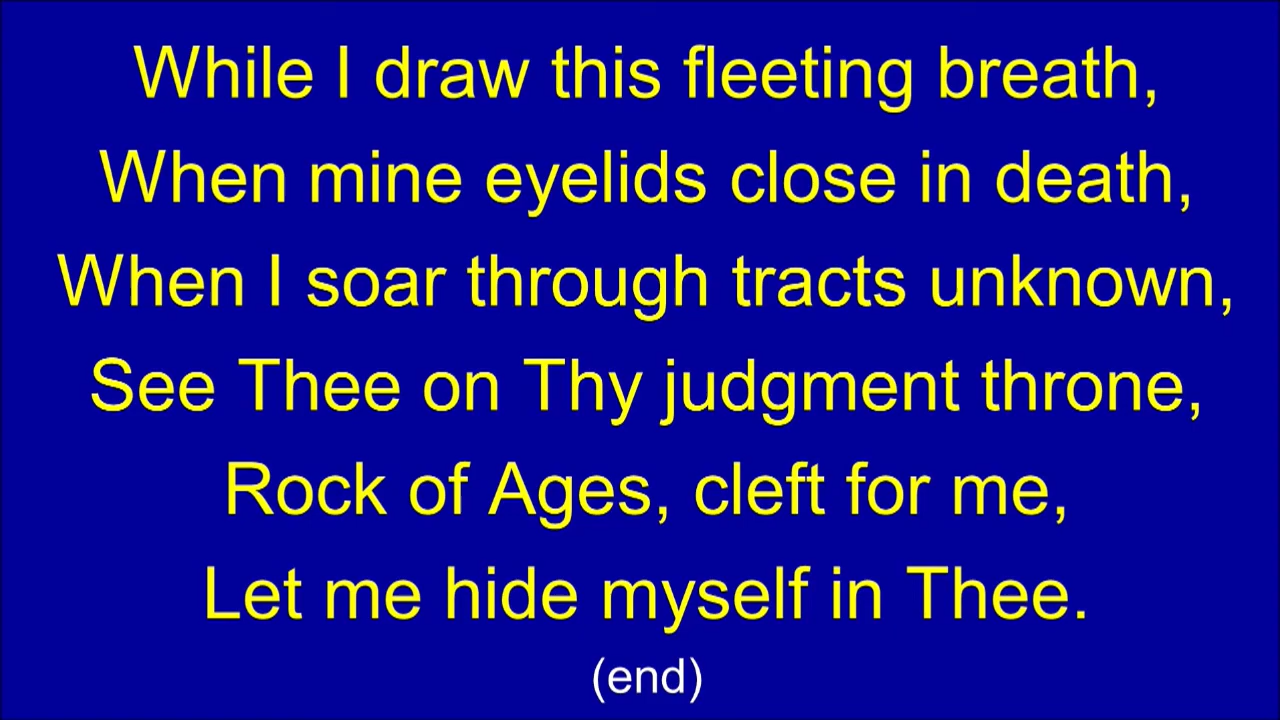 While I draw this fleeting breath,
When mine eyelids close in death,
When I soar through tracts unknown,
See Thee on Thy judgment throne,
Rock of Ages, cleft for me,
Let me hide myself in Thee.
(end)